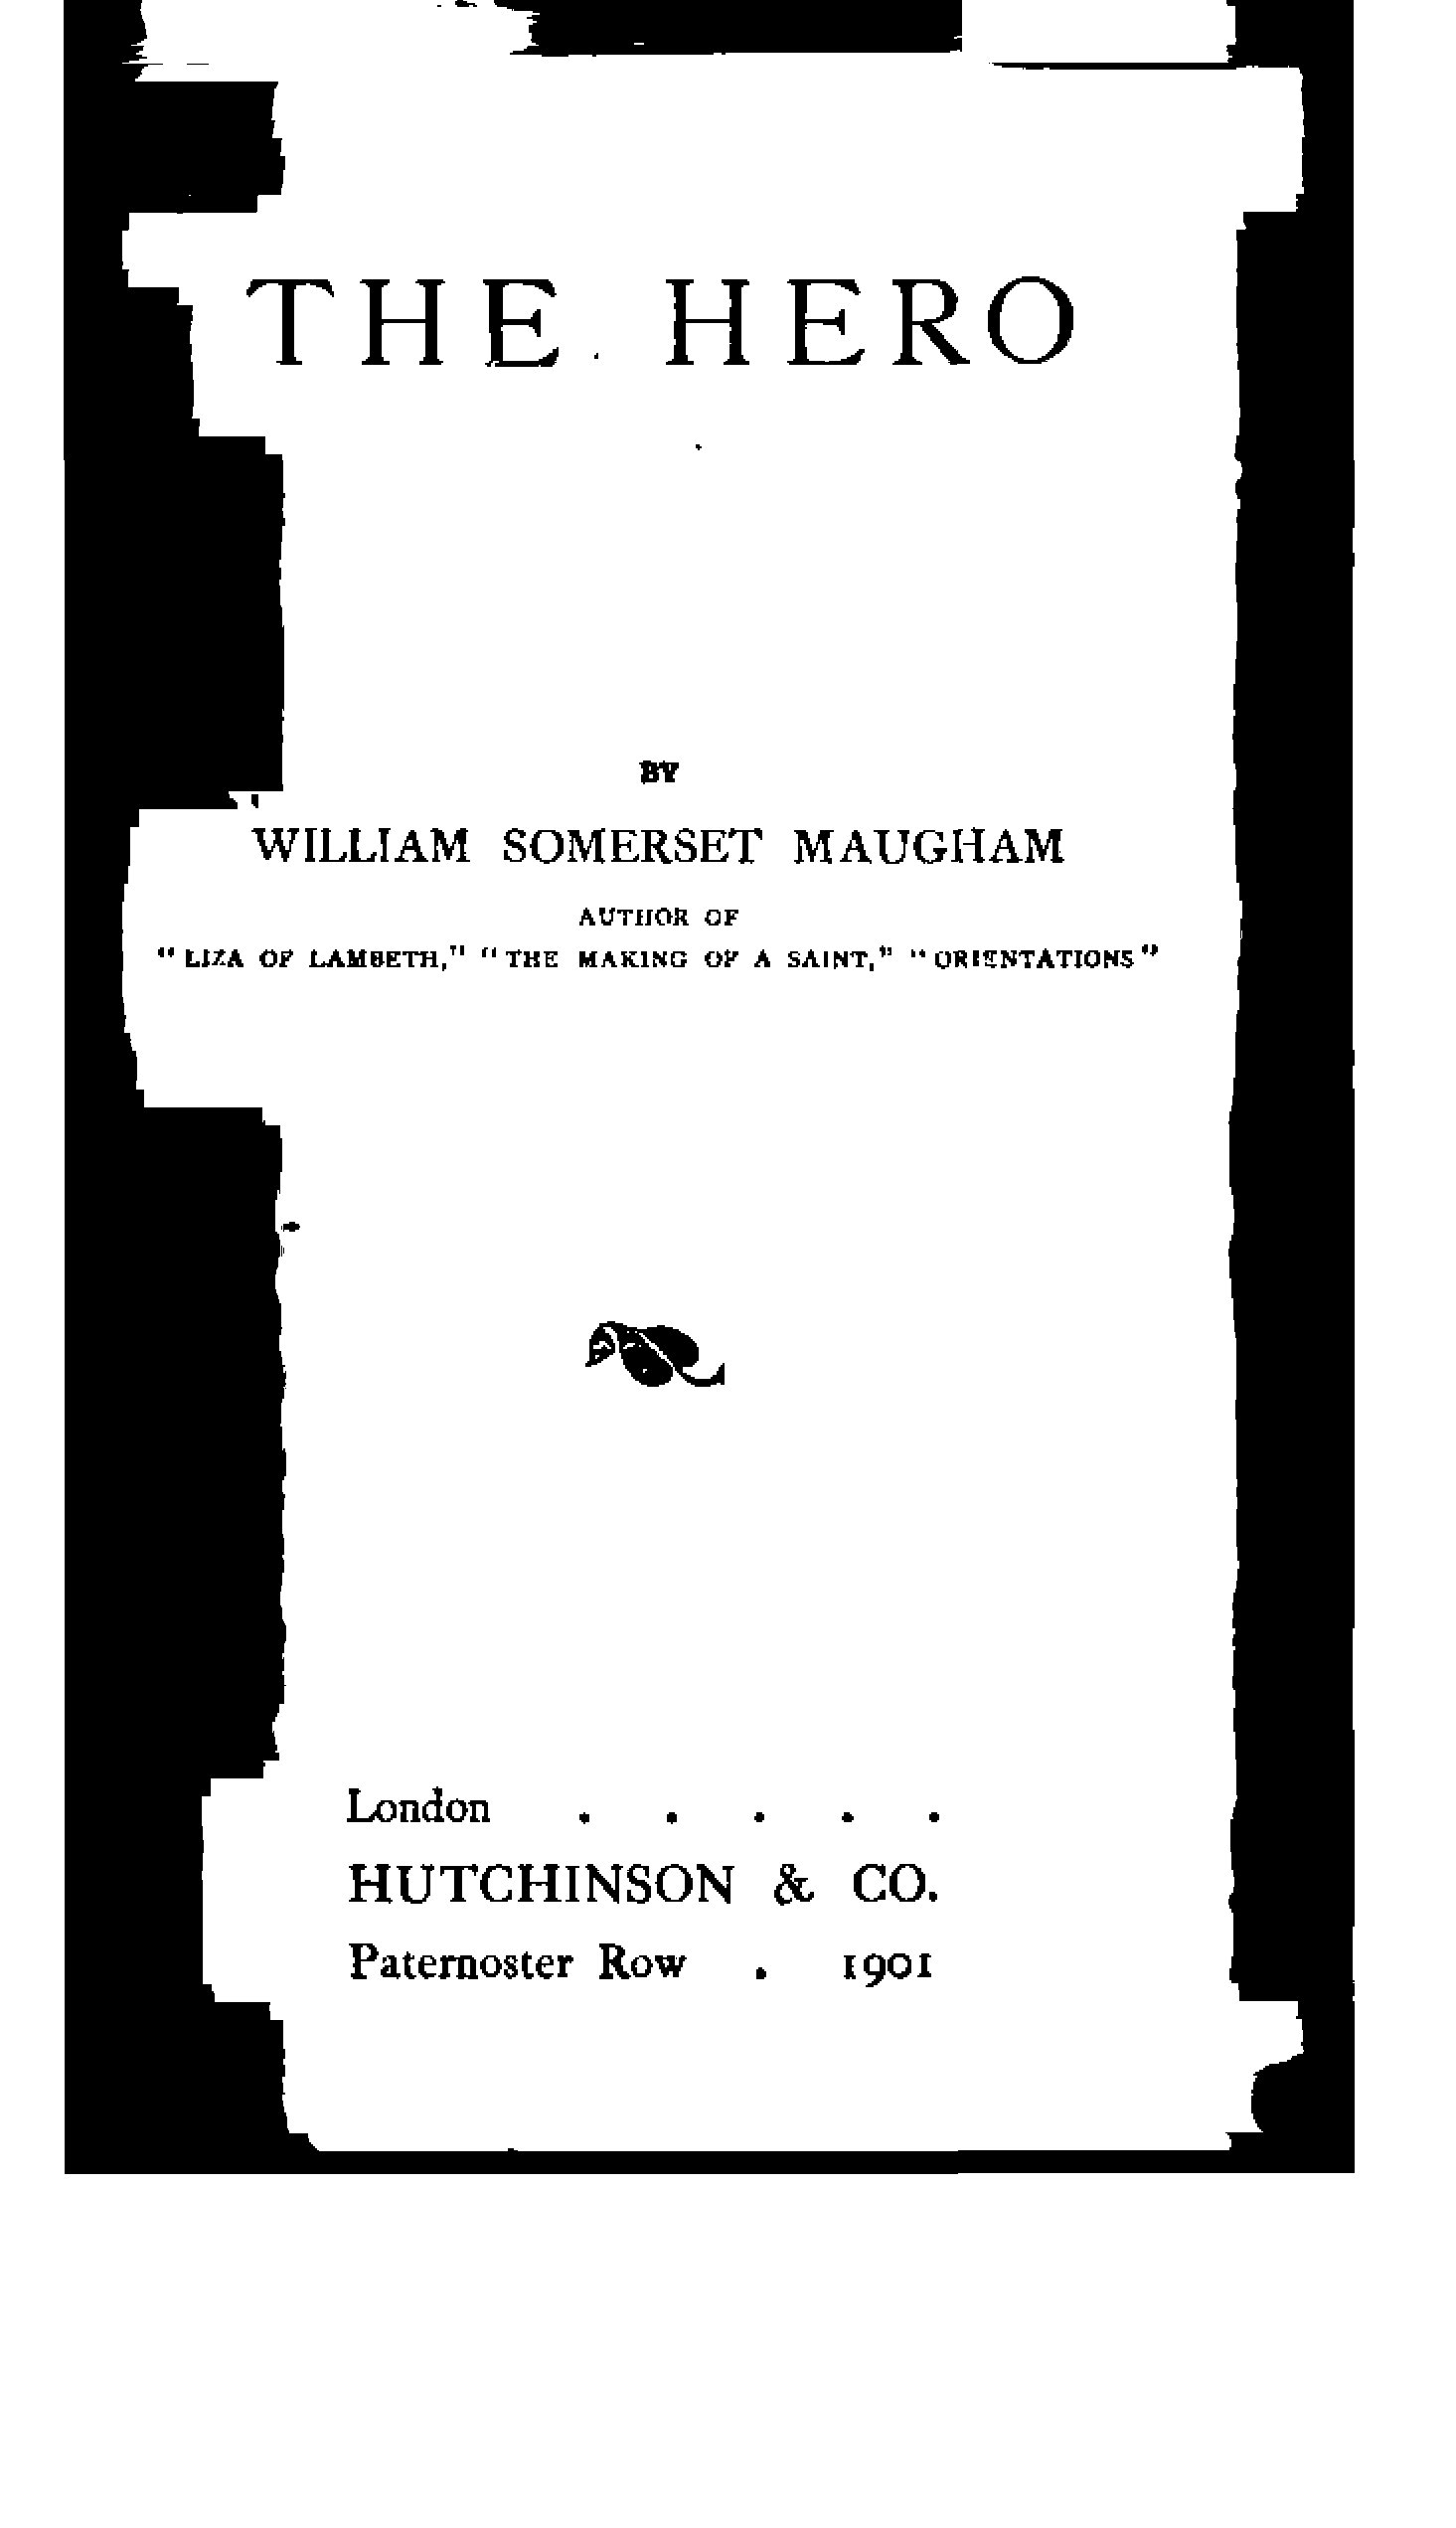 THE HERO
BY
WILLIAM SOMERSET MAUGHAM
AUTHOR OF
"LIZA OF LAMBETH," "THE MAKING OF A SAINT," "ORIENTATIONS"
London . . . . .
HUTCHINSON & CO.
Paternoster Row . 1901